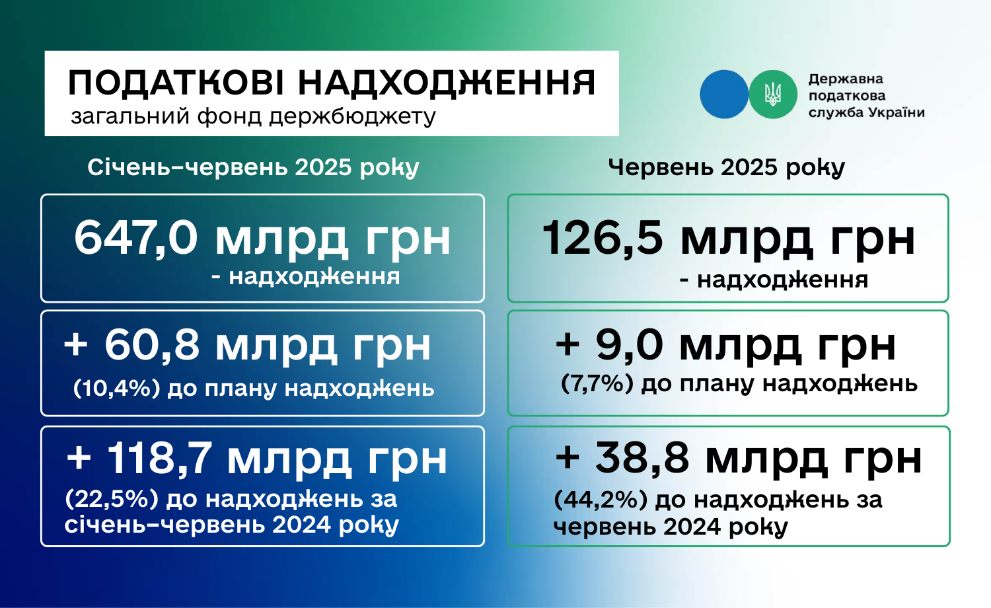 ПОДАТКОВІ НАДХОДЖЕННЯ
загальний фонд держбюджету
Державна
податкова
служба України
Січень–червень 2025 року
647,0 млрд грн
- надходження
+ 60,8 млрд грн
(10,4%) до плану надходжень
+ 118,7 млрд грн
(22,5%) до надходжень за
січень–червень 2024 року
Червень 2025 року
126,5 млрд грн
- надходження
+ 9,0 млрд грн
(7,7%) до плану надходжень
+ 38,8 млрд грн
(44,2%) до надходжень за
червень 2024 року